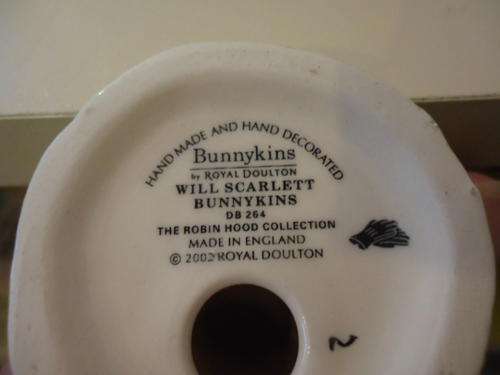 HAND MADE AND HAND DECORATED
Bunnykins
by ROYAL DOULTON
WILL SCARLETT
BUNNYKINS
DB 264
THE ROBIN HOOD COLLECTION
MADE IN ENGLAND
© 2002 ROYAL DOULTON